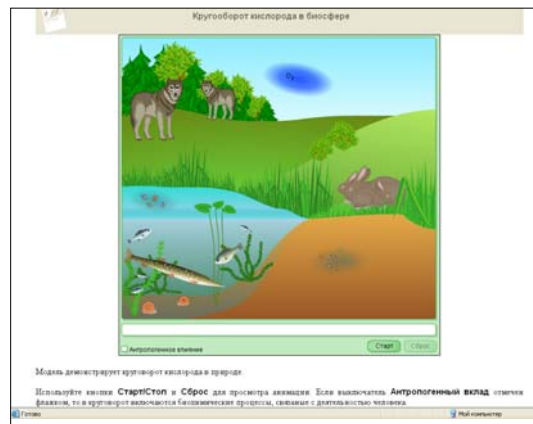 Кругооборот кислорода в биосфере
O₂
Антропогенное влияние
Старт
Сброс
Модель демонстрирует круговорот кислорода в природе.
Используйте кнопки Старт/Стоп и Сброс для просмотра анимации. Если выключатель Антропогенный вклад отмечен
флажком, то в круговорот включаются биохимические процессы, связанные с деятельностью человека.
Готово
Мой компьютер